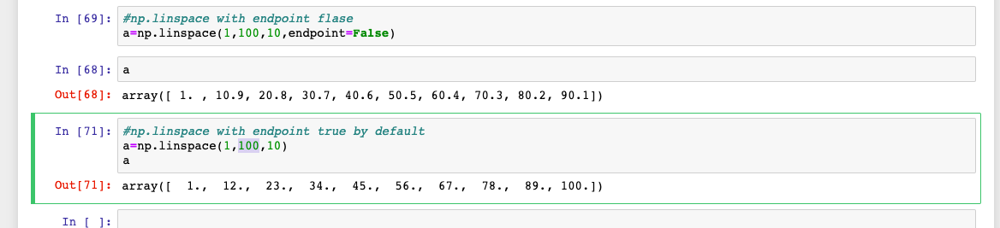 In [69]: #np.linspace with endpoint flase
a=np.linspace(1,100,10,endpoint=False)
In [68]: a
Out[68]: array([ 1. , 10.9, 20.8, 30.7, 40.6, 50.5, 60.4, 70.3, 80.2, 90.1])
In [71]: #np.linspace with endpoint true by default
a=np.linspace(1,100,10)
a
Out[71]: array([  1.,  12.,  23.,  34.,  45.,  56.,  67.,  78.,  89., 100.])
In [ ]: